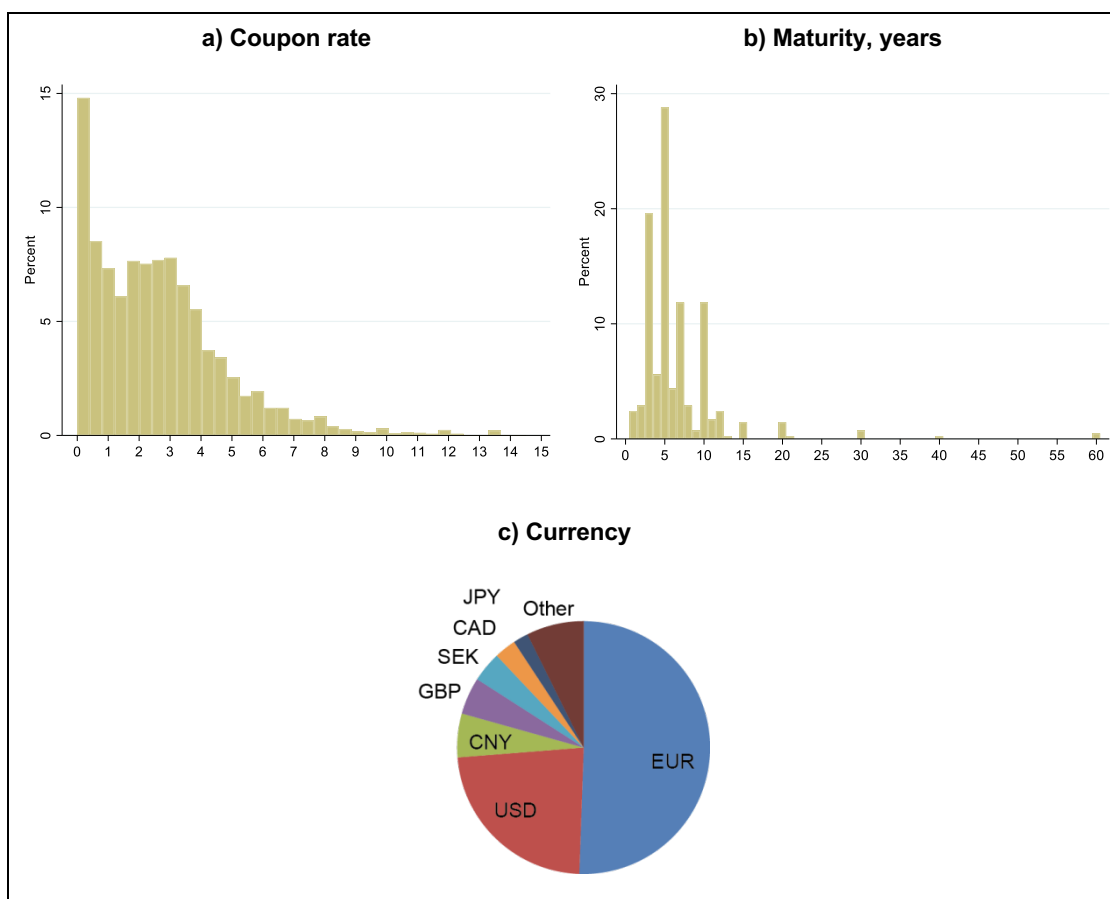 a) Coupon rate
b) Maturity, years
15
10
5
0
Percent
0 1 2 3 4 5 6 7 8 9 10 11 12 13 14 15
30
20
10
0
Percent
0 5 10 15 20 25 30 35 40 45 50 55 60
c) Currency
JPY
Other
CAD
SEK
GBP
CNY
EUR
USD